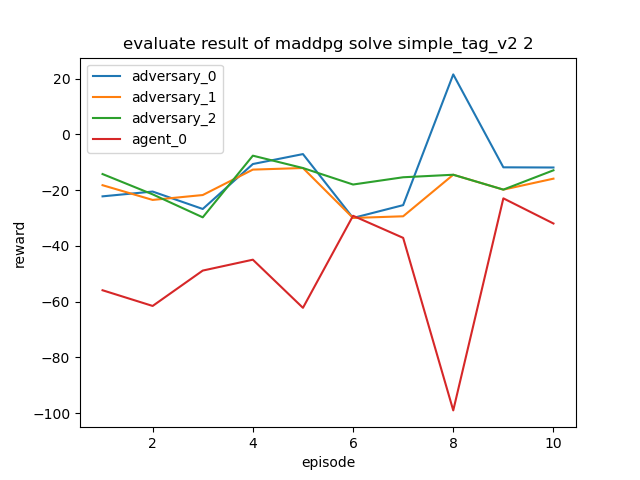 evaluate result of maddpg solve simple_tag_v2 2
adversary_0
adversary_1
adversary_2
agent_0
20
0
−20
−40
−60
−80
−100
reward
2
4
6
8
10
episode